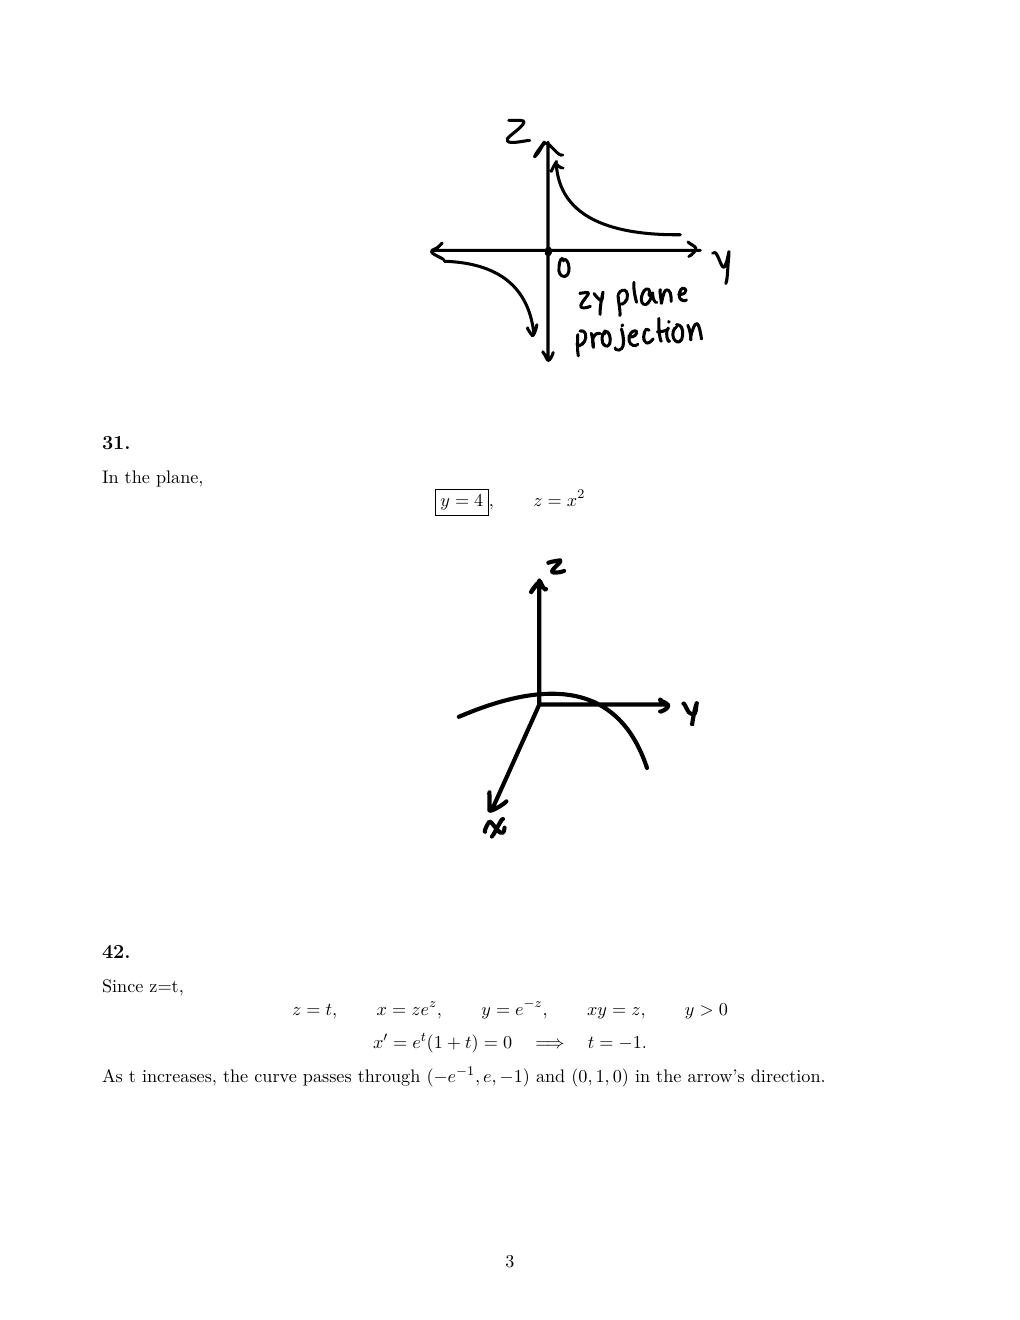 Z
y
0
zy plane
projection
31.
In the plane,
y = 4, z = x²
z
y
x
42.
Since z=t,
z = t, x = ze^z, y = e^{−z}, xy = z, y > 0
x′ = e^t(1 + t) = 0 ⟹ t = −1.
As t increases, the curve passes through (−e^{−1}, e, −1) and (0, 1, 0) in the arrow's direction.
3